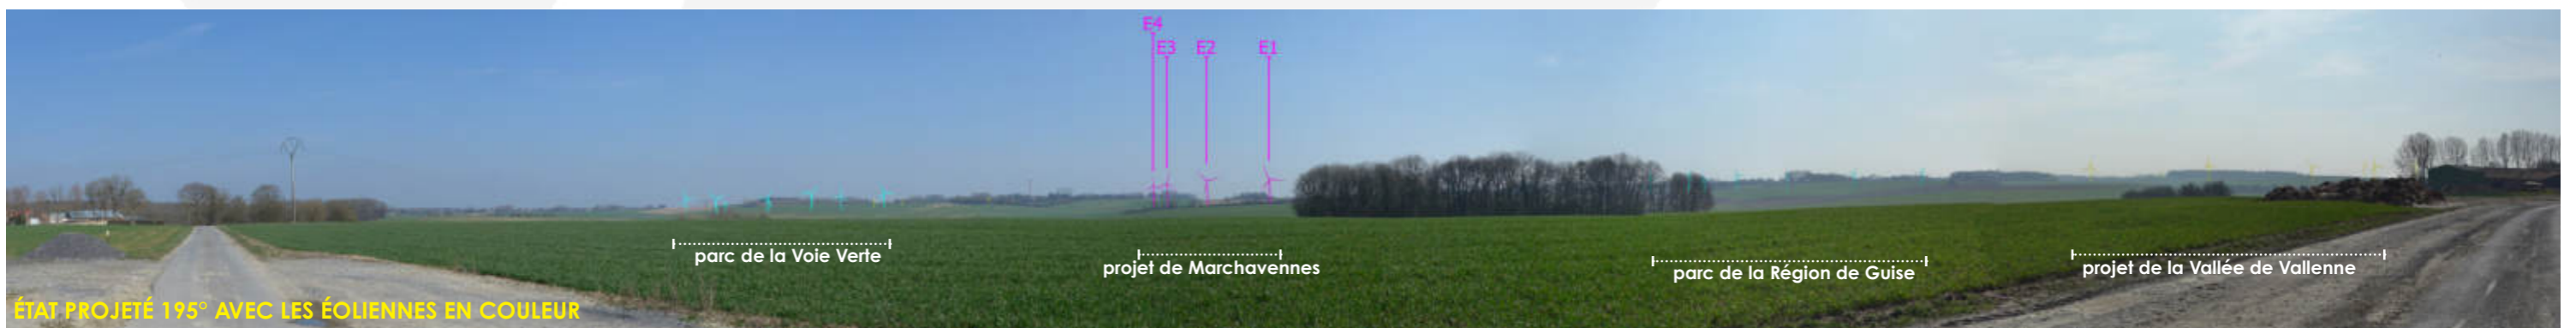 E4
E3 E2 E1
parc de la Voie Verte
projet de Marchavennes
parc de la Région de Guise
projet de la Vallée de Vallenne
ÉTAT PROJETÉ 195° AVEC LES ÉOLIENNES EN COULEUR